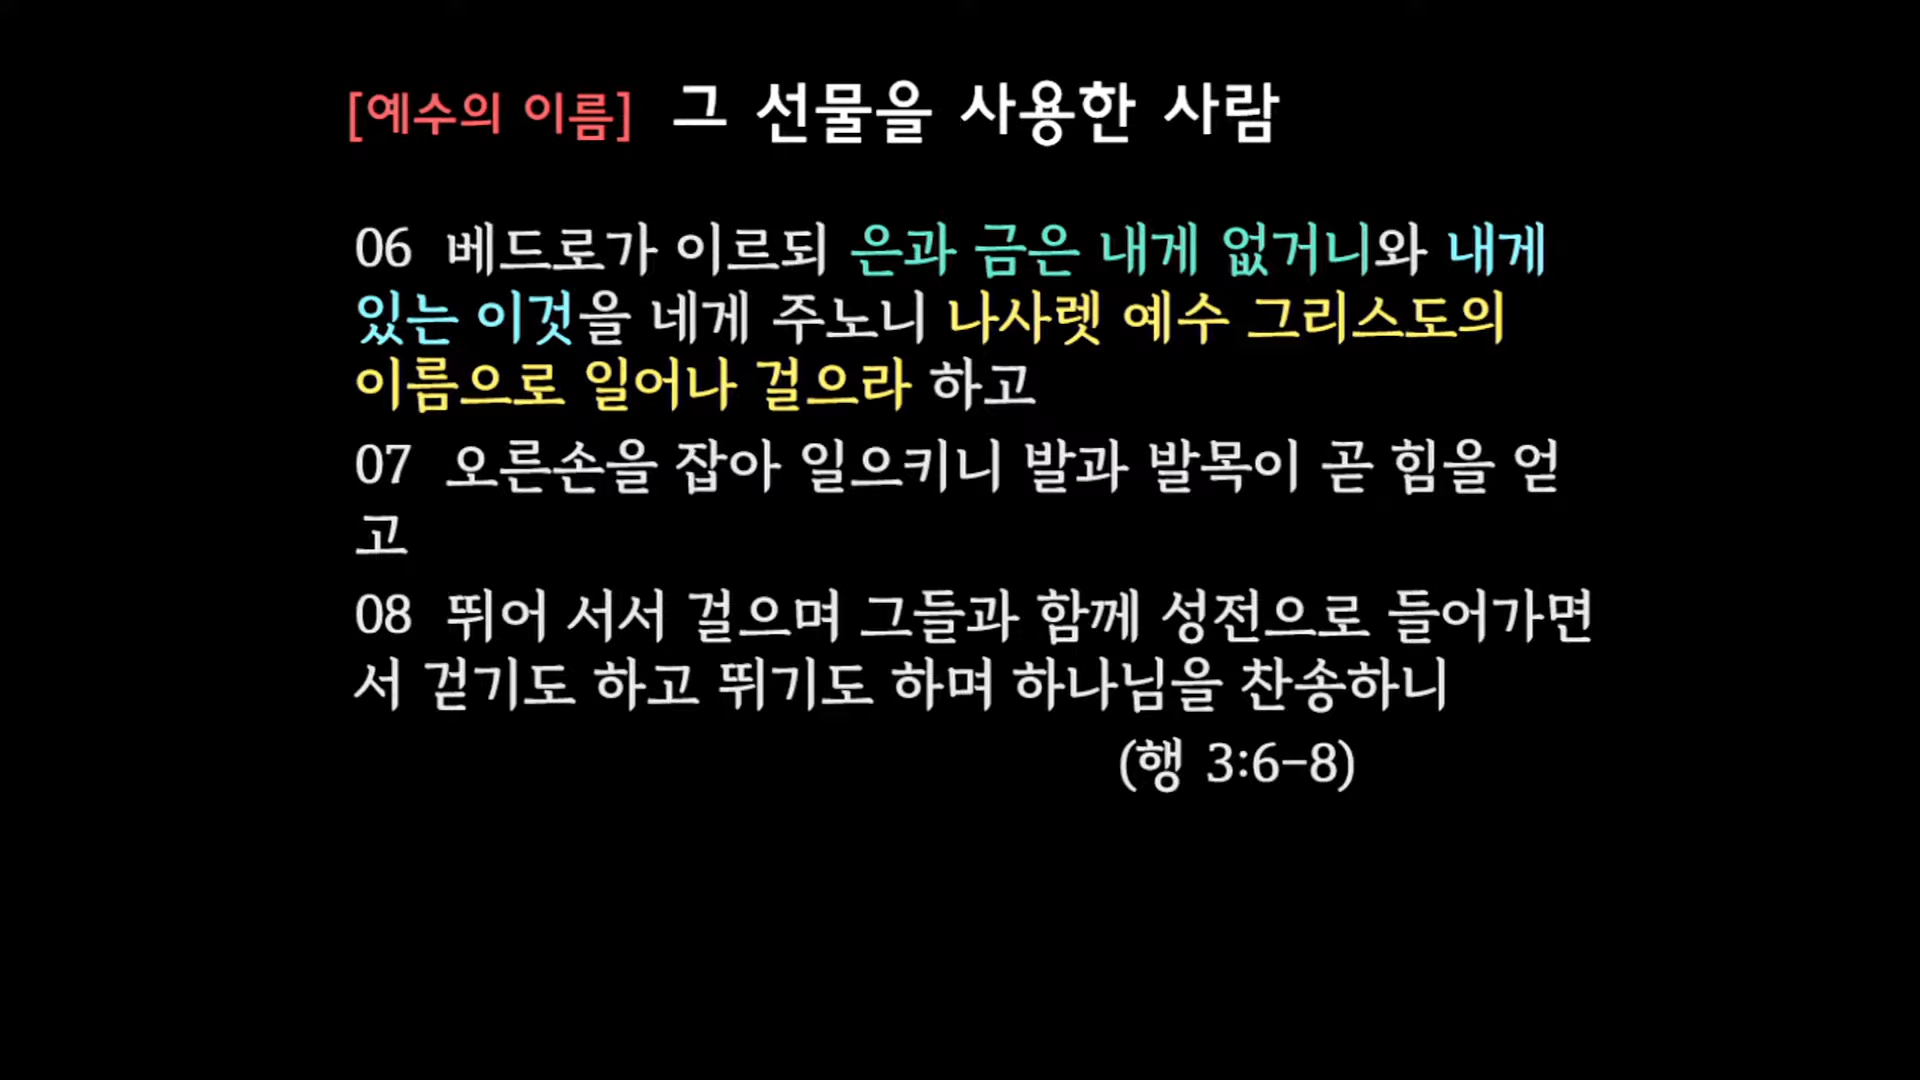 [예수의 이름] 그 선물을 사용한 사람
06 베드로가 이르되 은과 금은 내게 없거니와 내게
있는 이것을 네게 주노니 나사렛 예수 그리스도의
이름으로 일어나 걸으라 하고
07 오른손을 잡아 일으키니 발과 발목이 곧 힘을 얻
고
08 뛰어 서서 걸으며 그들과 함께 성전으로 들어가면
서 걷기도 하고 뛰기도 하며 하나님을 찬송하니
(행 3:6-8)